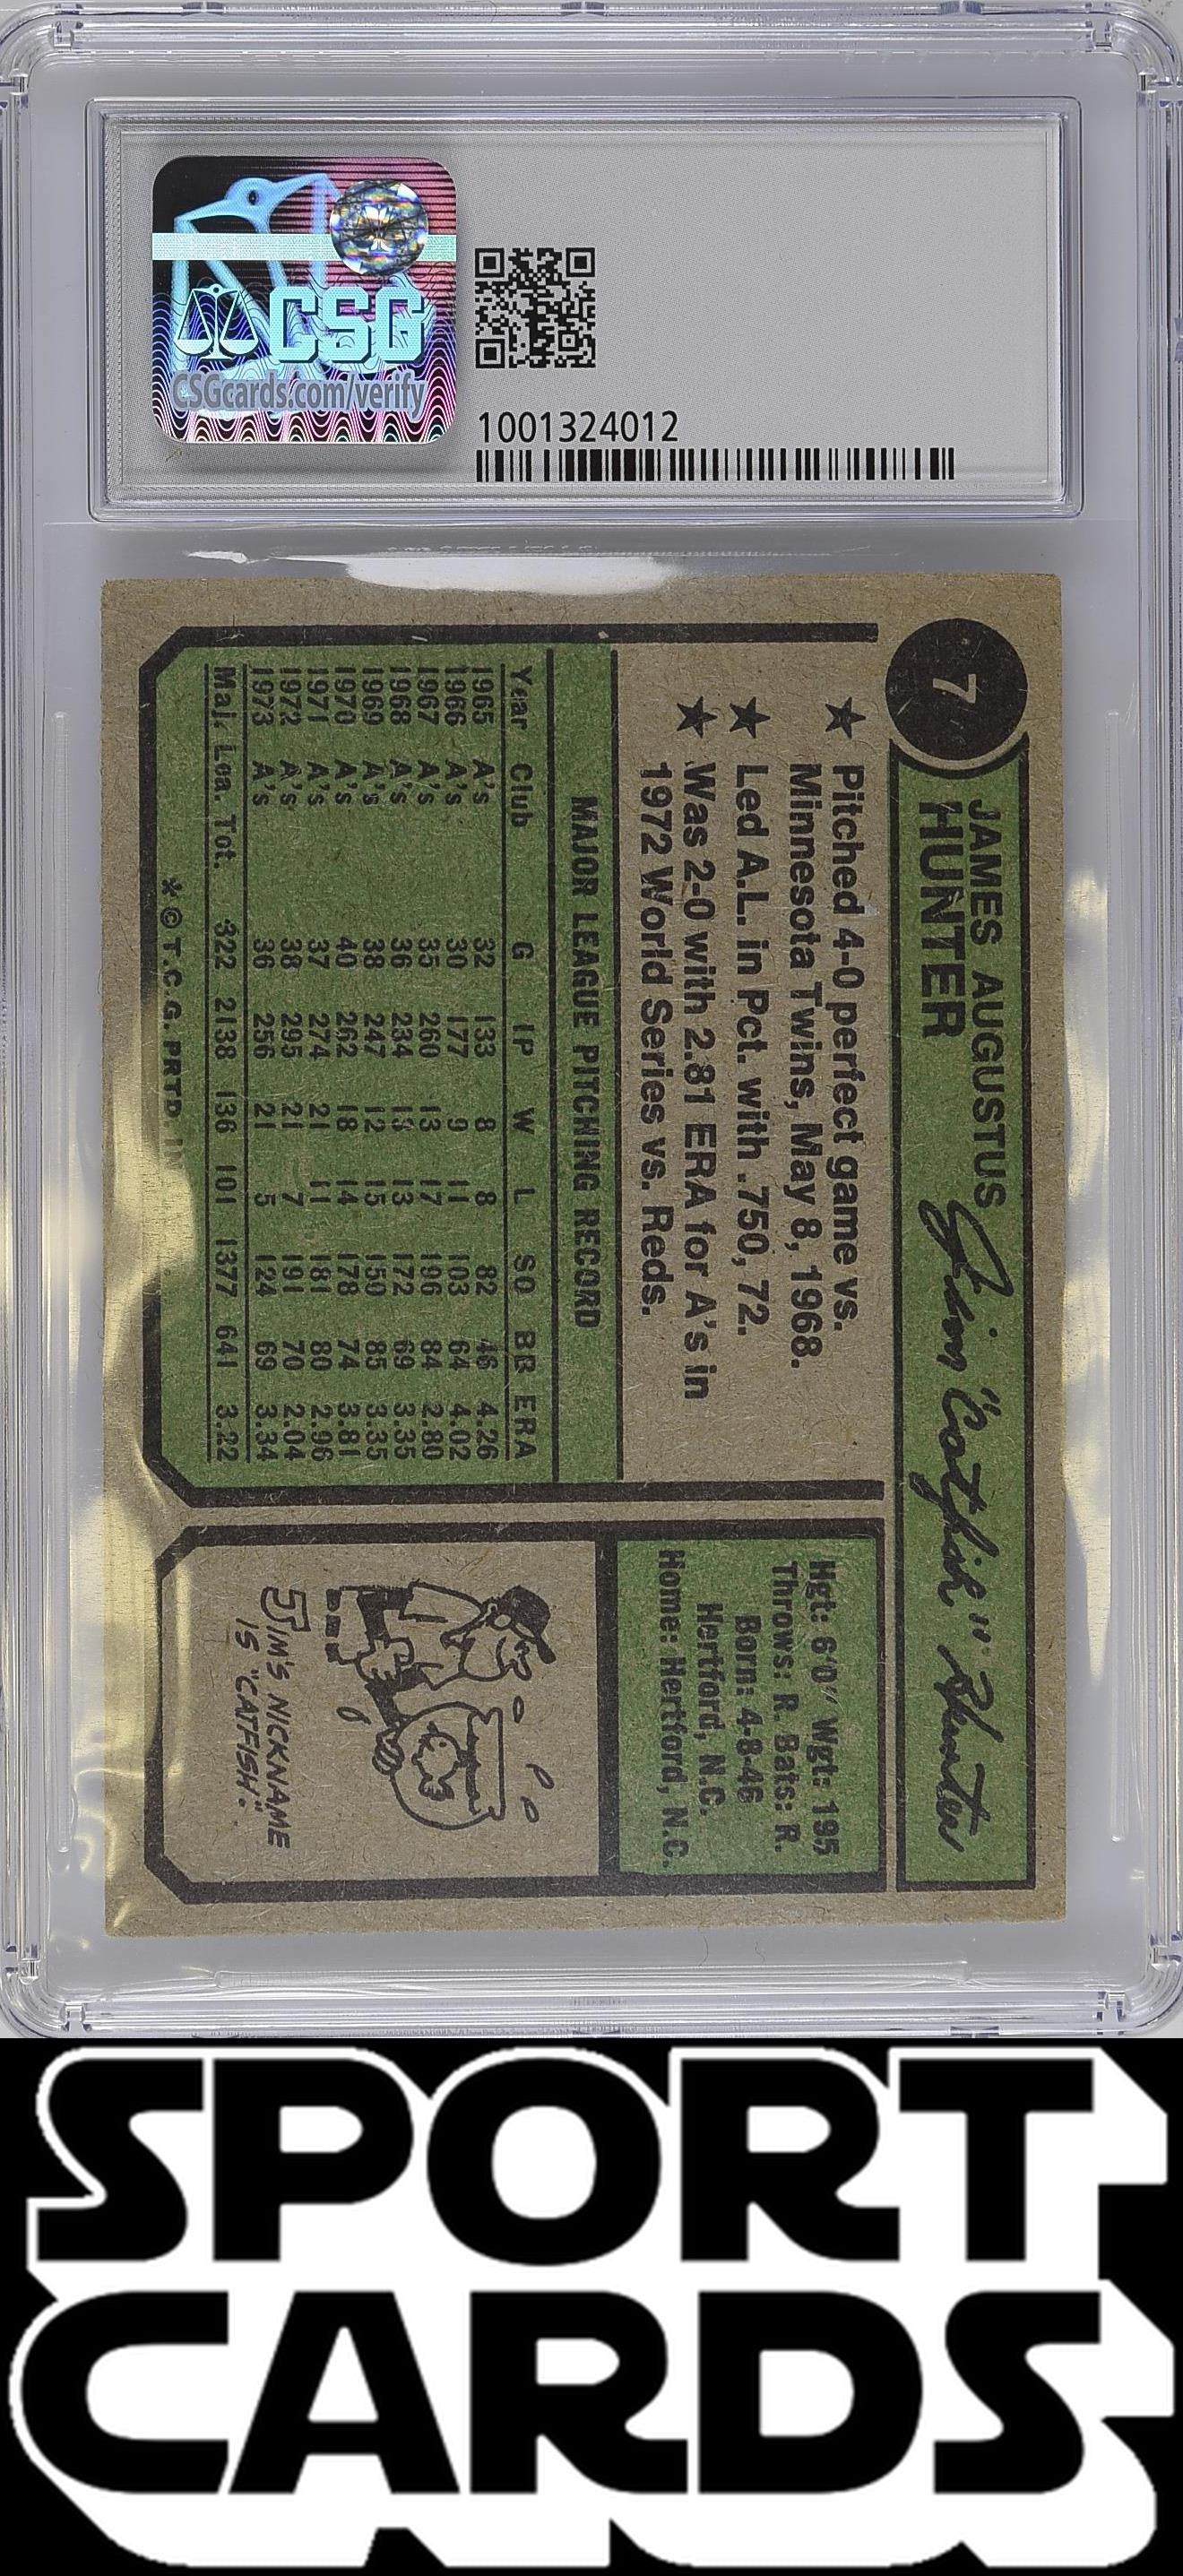 CSG
CSGcards.com/verify
1001324012
7
JAMES AUGUSTUS
HUNTER
Jim "Catfish" Hunter
★ Pitched 4-0 perfect game vs.
Minnesota Twins, May 8, 1968.
★ Led A.L. in Pct. with .750, 72.
★ Was 2-0 with 2.81 ERA for A's in
1972 World Series vs. Reds.
MAJOR LEAGUE PITCHING RECORD
Year Club G IP W L SO BB ERA
1965 A's 32 133 8 8 82 46 4.26
1966 A's 30 177 9 11 103 64 4.02
1967 A's 35 260 13 17 196 84 2.80
1968 A's 36 234 13 13 172 69 3.35
1969 A's 38 247 12 15 150 85 3.35
1970 A's 40 262 18 14 178 74 3.81
1971 A's 37 274 21 11 181 80 2.96
1972 A's 38 295 21 7 191 70 2.04
1973 A's 36 256 21 5 124 69 3.34
Maj. Lea. Tot. 322 2138 136 101 1377 641 3.22
* © T.C.G. PRTD.
Hgt: 6'0" Wgt: 195
Throws: R. Bats: R.
Born: 4-8-46
Hertford, N.C.
Home: Hertford, N.C.
JIM'S NICKNAME
IS "CATFISH."
SPORT
CARDS